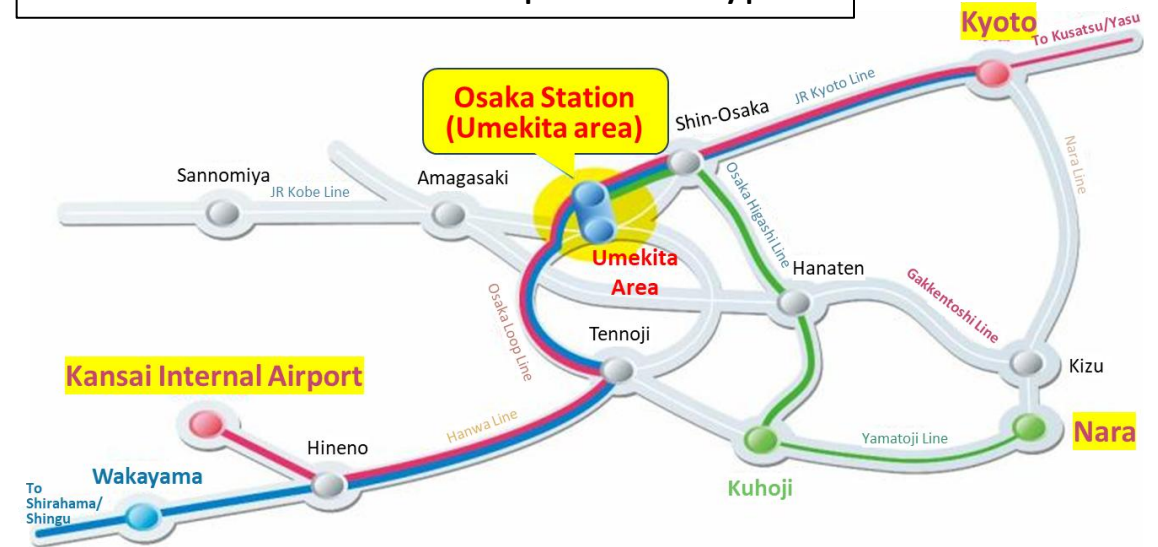 Kyoto
To Kusatsu/Yasu
Osaka Station
(Umekita area)
JR Kyoto Line
Shin-Osaka
Nara Line
Sannomiya
JR Kobe Line
Amagasaki
Osaka Higashi Line
Umekita
Area
Hanaten
Gakkentoshi Line
Osaka Loop Line
Tennoji
Kizu
Kansai Internal Airport
Hanwa Line
Hineno
Yamatoji Line
Nara
Wakayama
Kuhoji
To
Shirahama/
Shingu